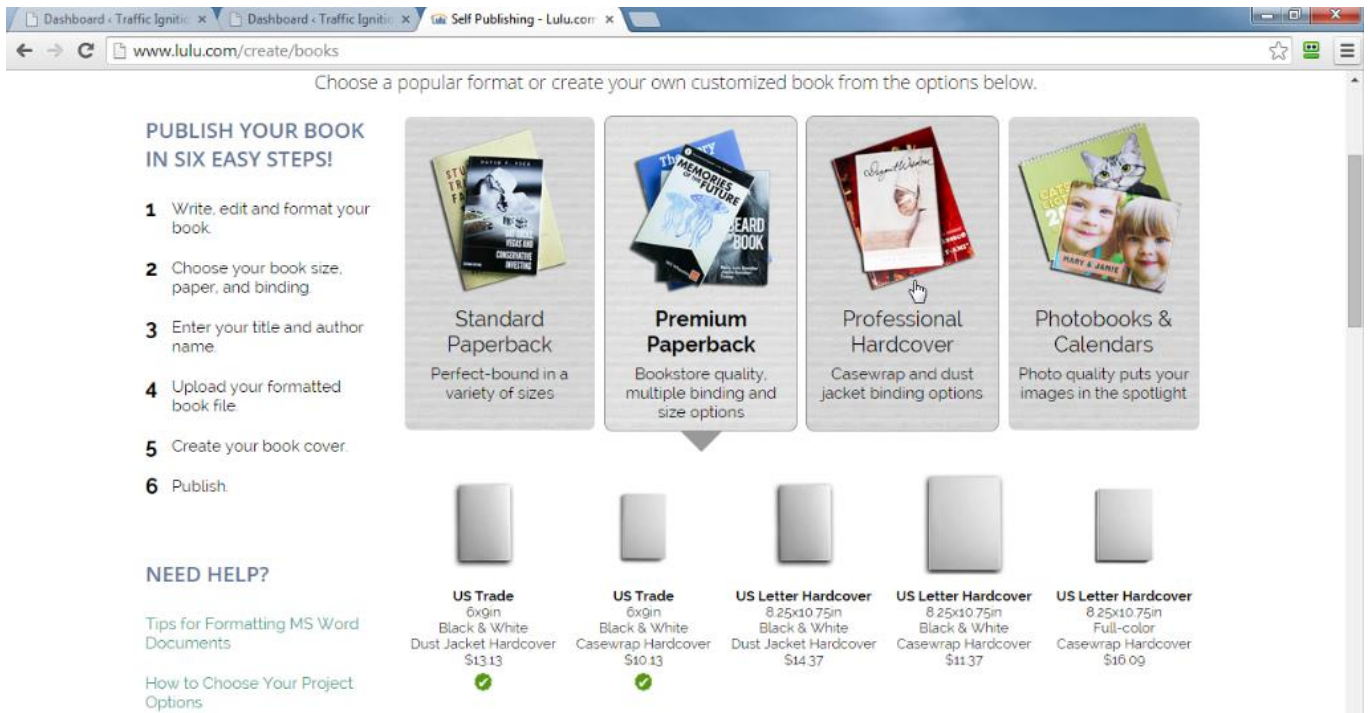 Dashboard ‹ Traffic Ignitio
Dashboard ‹ Traffic Ignitio
Self Publishing - Lulu.com
www.lulu.com/create/books
Choose a popular format or create your own customized book from the options below.
PUBLISH YOUR BOOK
IN SIX EASY STEPS!
1 Write, edit and format your
book.
2 Choose your book size,
paper, and binding.
3 Enter your title and author
name.
4 Upload your formatted
book file.
5 Create your book cover.
6 Publish.
NEED HELP?
Tips for Formatting MS Word
Documents
How to Choose Your Project
Options
VEGAS AND
CONSERVATIVE
INVESTING
Standard
Paperback
Perfect-bound in a
variety of sizes
MEMORIES
OF THE FUTURE
BEARD
BOOK
Premium
Paperback
Bookstore quality,
multiple binding and
size options
Professional
Hardcover
Casewrap and dust
jacket binding options
MARY & JAMIE
Photobooks &
Calendars
Photo quality puts your
images in the spotlight
US Trade
6x9in
Black & White
Dust Jacket Hardcover
$13.13
US Trade
6x9in
Black & White
Casewrap Hardcover
$10.13
US Letter Hardcover
8.25x10.75in
Black & White
Dust Jacket Hardcover
$14.37
US Letter Hardcover
8.25x10.75in
Black & White
Casewrap Hardcover
$11.37
US Letter Hardcover
8.25x10.75in
Full-color
Casewrap Hardcover
$16.09